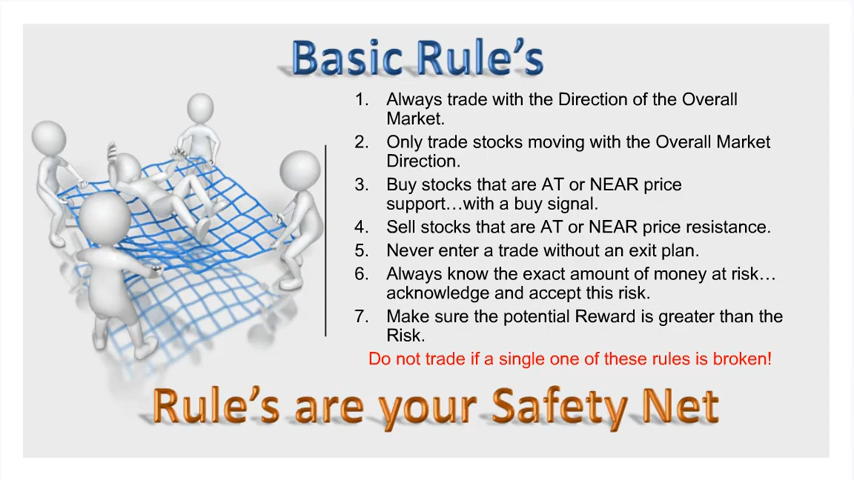 Basic Rule's
1. Always trade with the Direction of the Overall
Market.
2. Only trade stocks moving with the Overall Market
Direction.
3. Buy stocks that are AT or NEAR price
support…with a buy signal.
4. Sell stocks that are AT or NEAR price resistance.
5. Never enter a trade without an exit plan.
6. Always know the exact amount of money at risk…
acknowledge and accept this risk.
7. Make sure the potential Reward is greater than the
Risk.
Do not trade if a single one of these rules is broken!
Rule's are your Safety Net